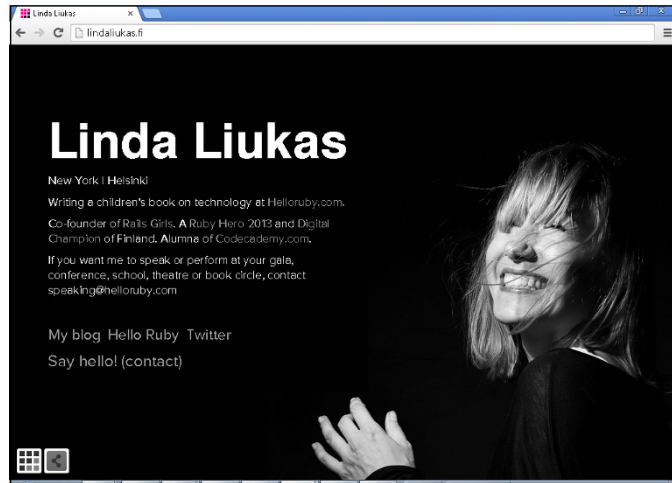 Linda Liukas
lindaliukas.fi
Linda Liukas
New York | Helsinki
Writing a children's book on technology at Helloruby.com.
Co-founder of Rails Girls. A Ruby Hero 2013 and Digital
Champion of Finland. Alumna of Codecademy.com.
If you want me to speak or perform at your gala,
conference, school, theatre or book circle, contact
speaking@helloruby.com
My blog Hello Ruby Twitter
Say hello! (contact)